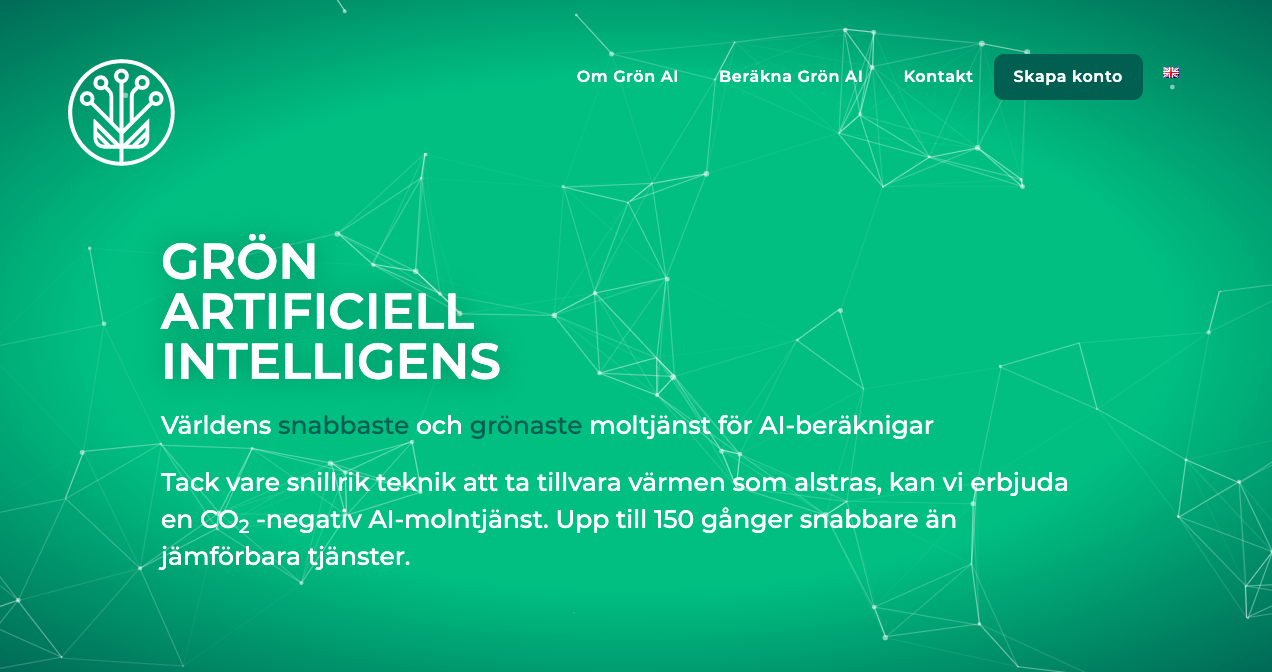 Om Grön AI Beräkna Grön AI Kontakt Skapa konto
GRÖN
ARTIFICIELL
INTELLIGENS
Världens snabbaste och grönaste moltjänst för AI-beräknigar
Tack vare snillrik teknik att ta tillvara värmen som alstras, kan vi erbjuda
en CO₂ -negativ AI-molntjänst. Upp till 150 gånger snabbare än
jämförbara tjänster.